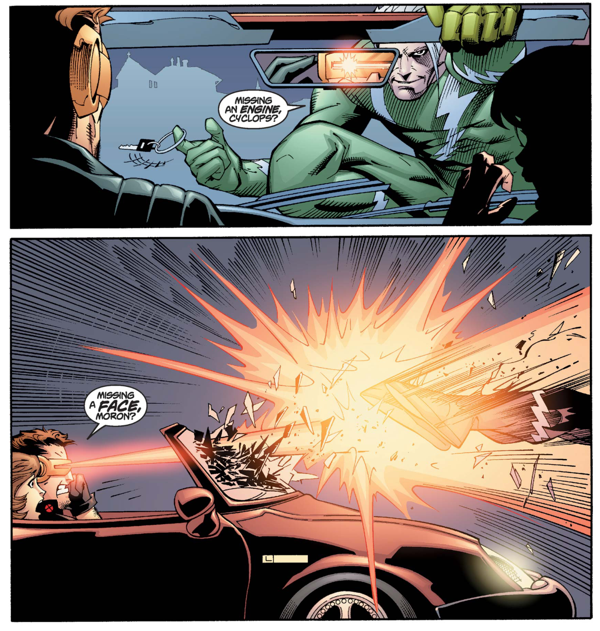 MISSING
AN ENGINE,
CYCLOPS?
MISSING
A FACE,
MORON?